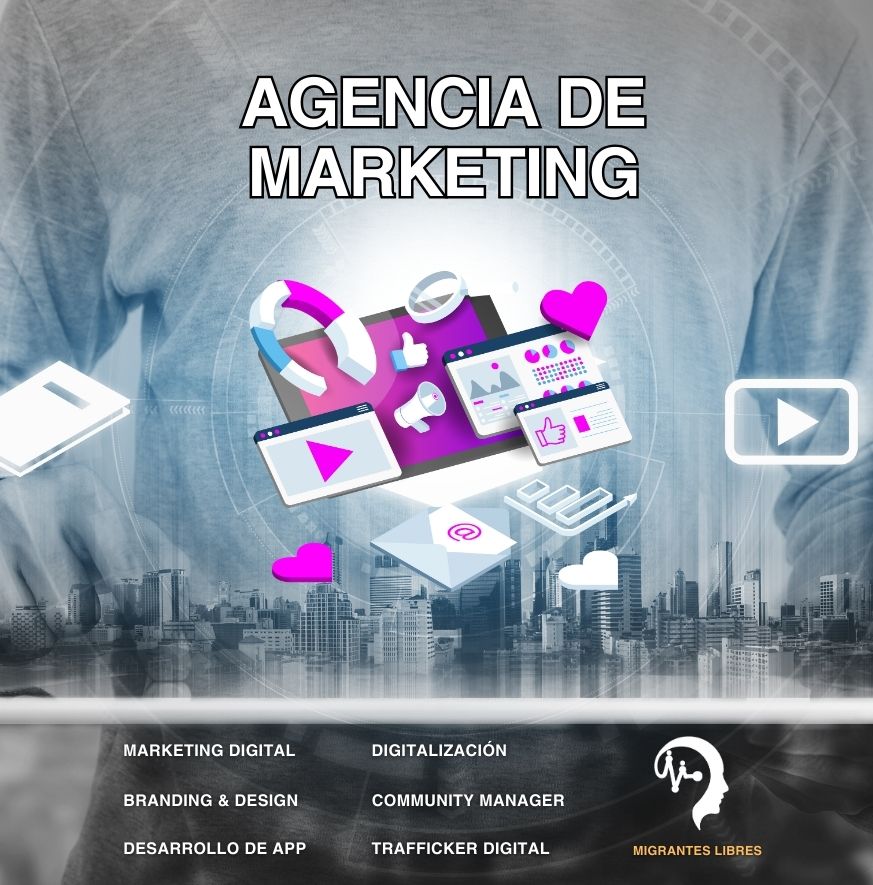 AGENCIA DE
MARKETING
@
MARKETING DIGITAL
BRANDING & DESIGN
DESARROLLO DE APP
DIGITALIZACIÓN
COMMUNITY MANAGER
TRAFFICKER DIGITAL
MIGRANTES LIBRES